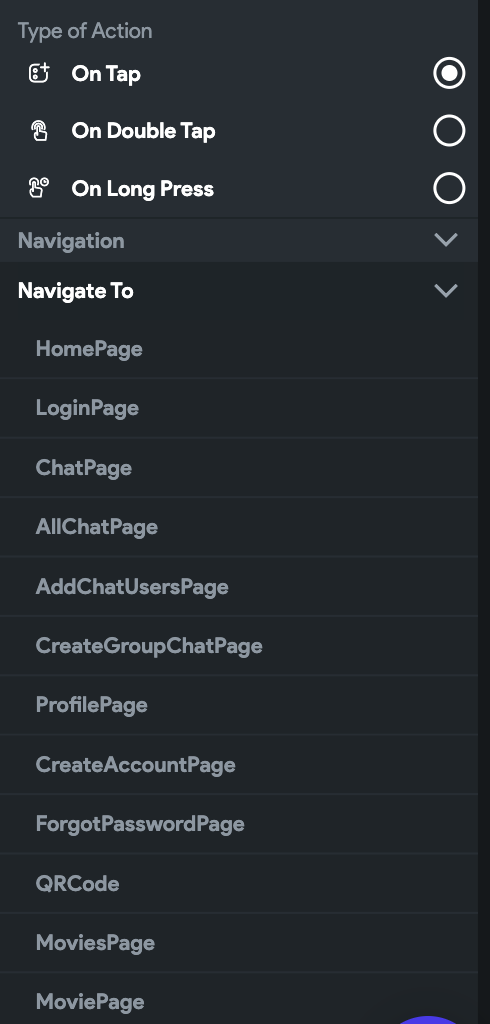 Type of Action
On Tap
On Double Tap
On Long Press
Navigation
Navigate To
HomePage
LoginPage
ChatPage
AllChatPage
AddChatUsersPage
CreateGroupChatPage
ProfilePage
CreateAccountPage
ForgotPasswordPage
QRCode
MoviesPage
MoviePage